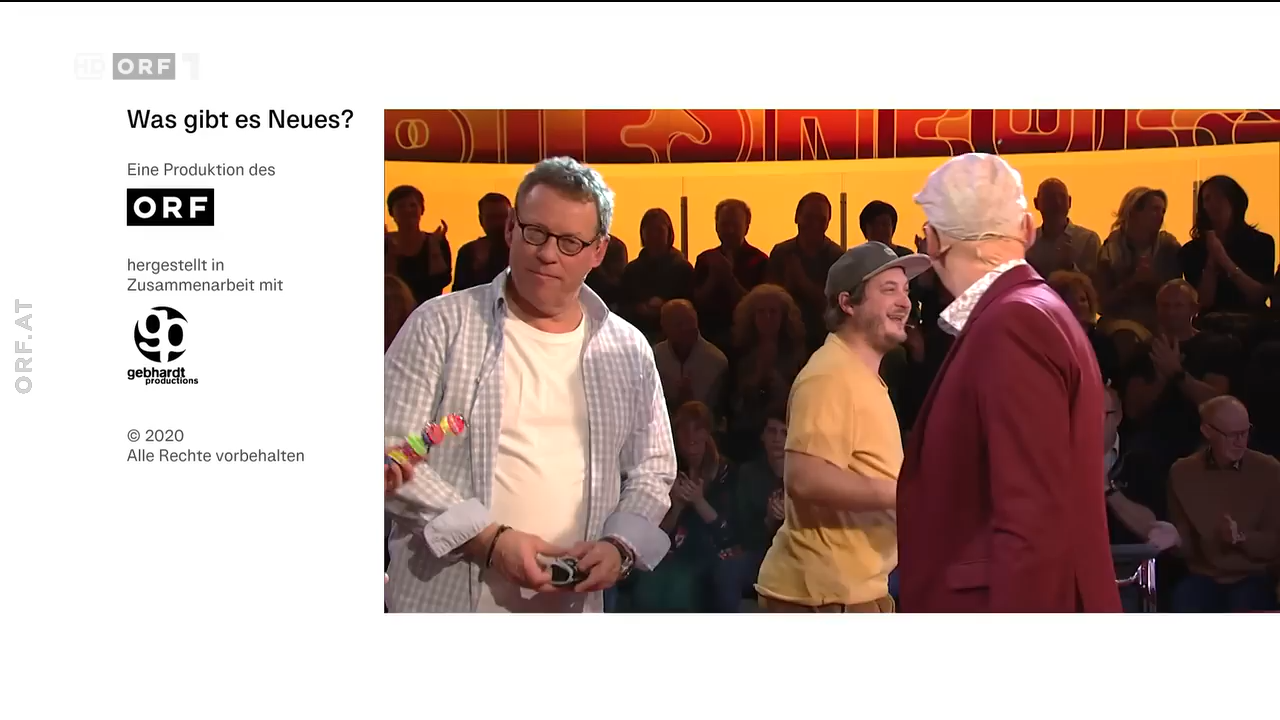 HD ORF 1
Was gibt es Neues?
Eine Produktion des
ORF
hergestellt in
Zusammenarbeit mit
gp
gebhardt
productions
© 2020
Alle Rechte vorbehalten
ORF.AT